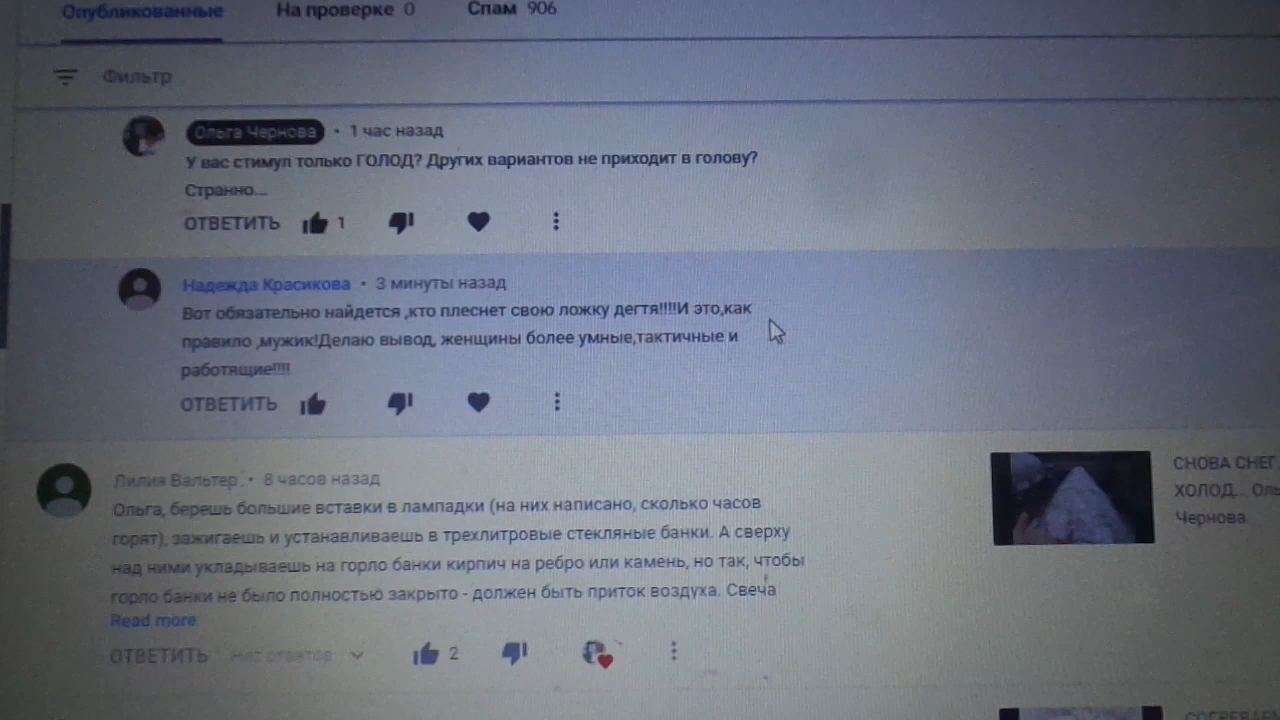 Опубликованные На проверке 0 Спам 906
Фильтр
Ольга Чернова • 1 час назад
У вас стимул только ГОЛОД? Других вариантов не приходит в голову?
Странно...
ОТВЕТИТЬ 1
Надежда Красикова • 3 минуты назад
Вот обязательно найдется ,кто плеснет свою ложку дегтя!!!!И это,как
правило ,мужик!Делаю вывод, женщины более умные,тактичные и
работящие!!!!
ОТВЕТИТЬ
Лилия Вальтер. • 8 часов назад
Ольга, берешь большие вставки в лампадки (на них написано, сколько часов
горят), зажигаешь и устанавливаешь в трехлитровые стекляные банки. А сверху
над ними укладываешь на горло банки кирпич на ребро или камень, но так, чтобы
горло банки не было полностью закрыто - должен быть приток воздуха. Свеча
Read more
ОТВЕТИТЬ Нет ответов 2
СНОВА СНЕГ,
ХОЛОД... Оль
Чернова